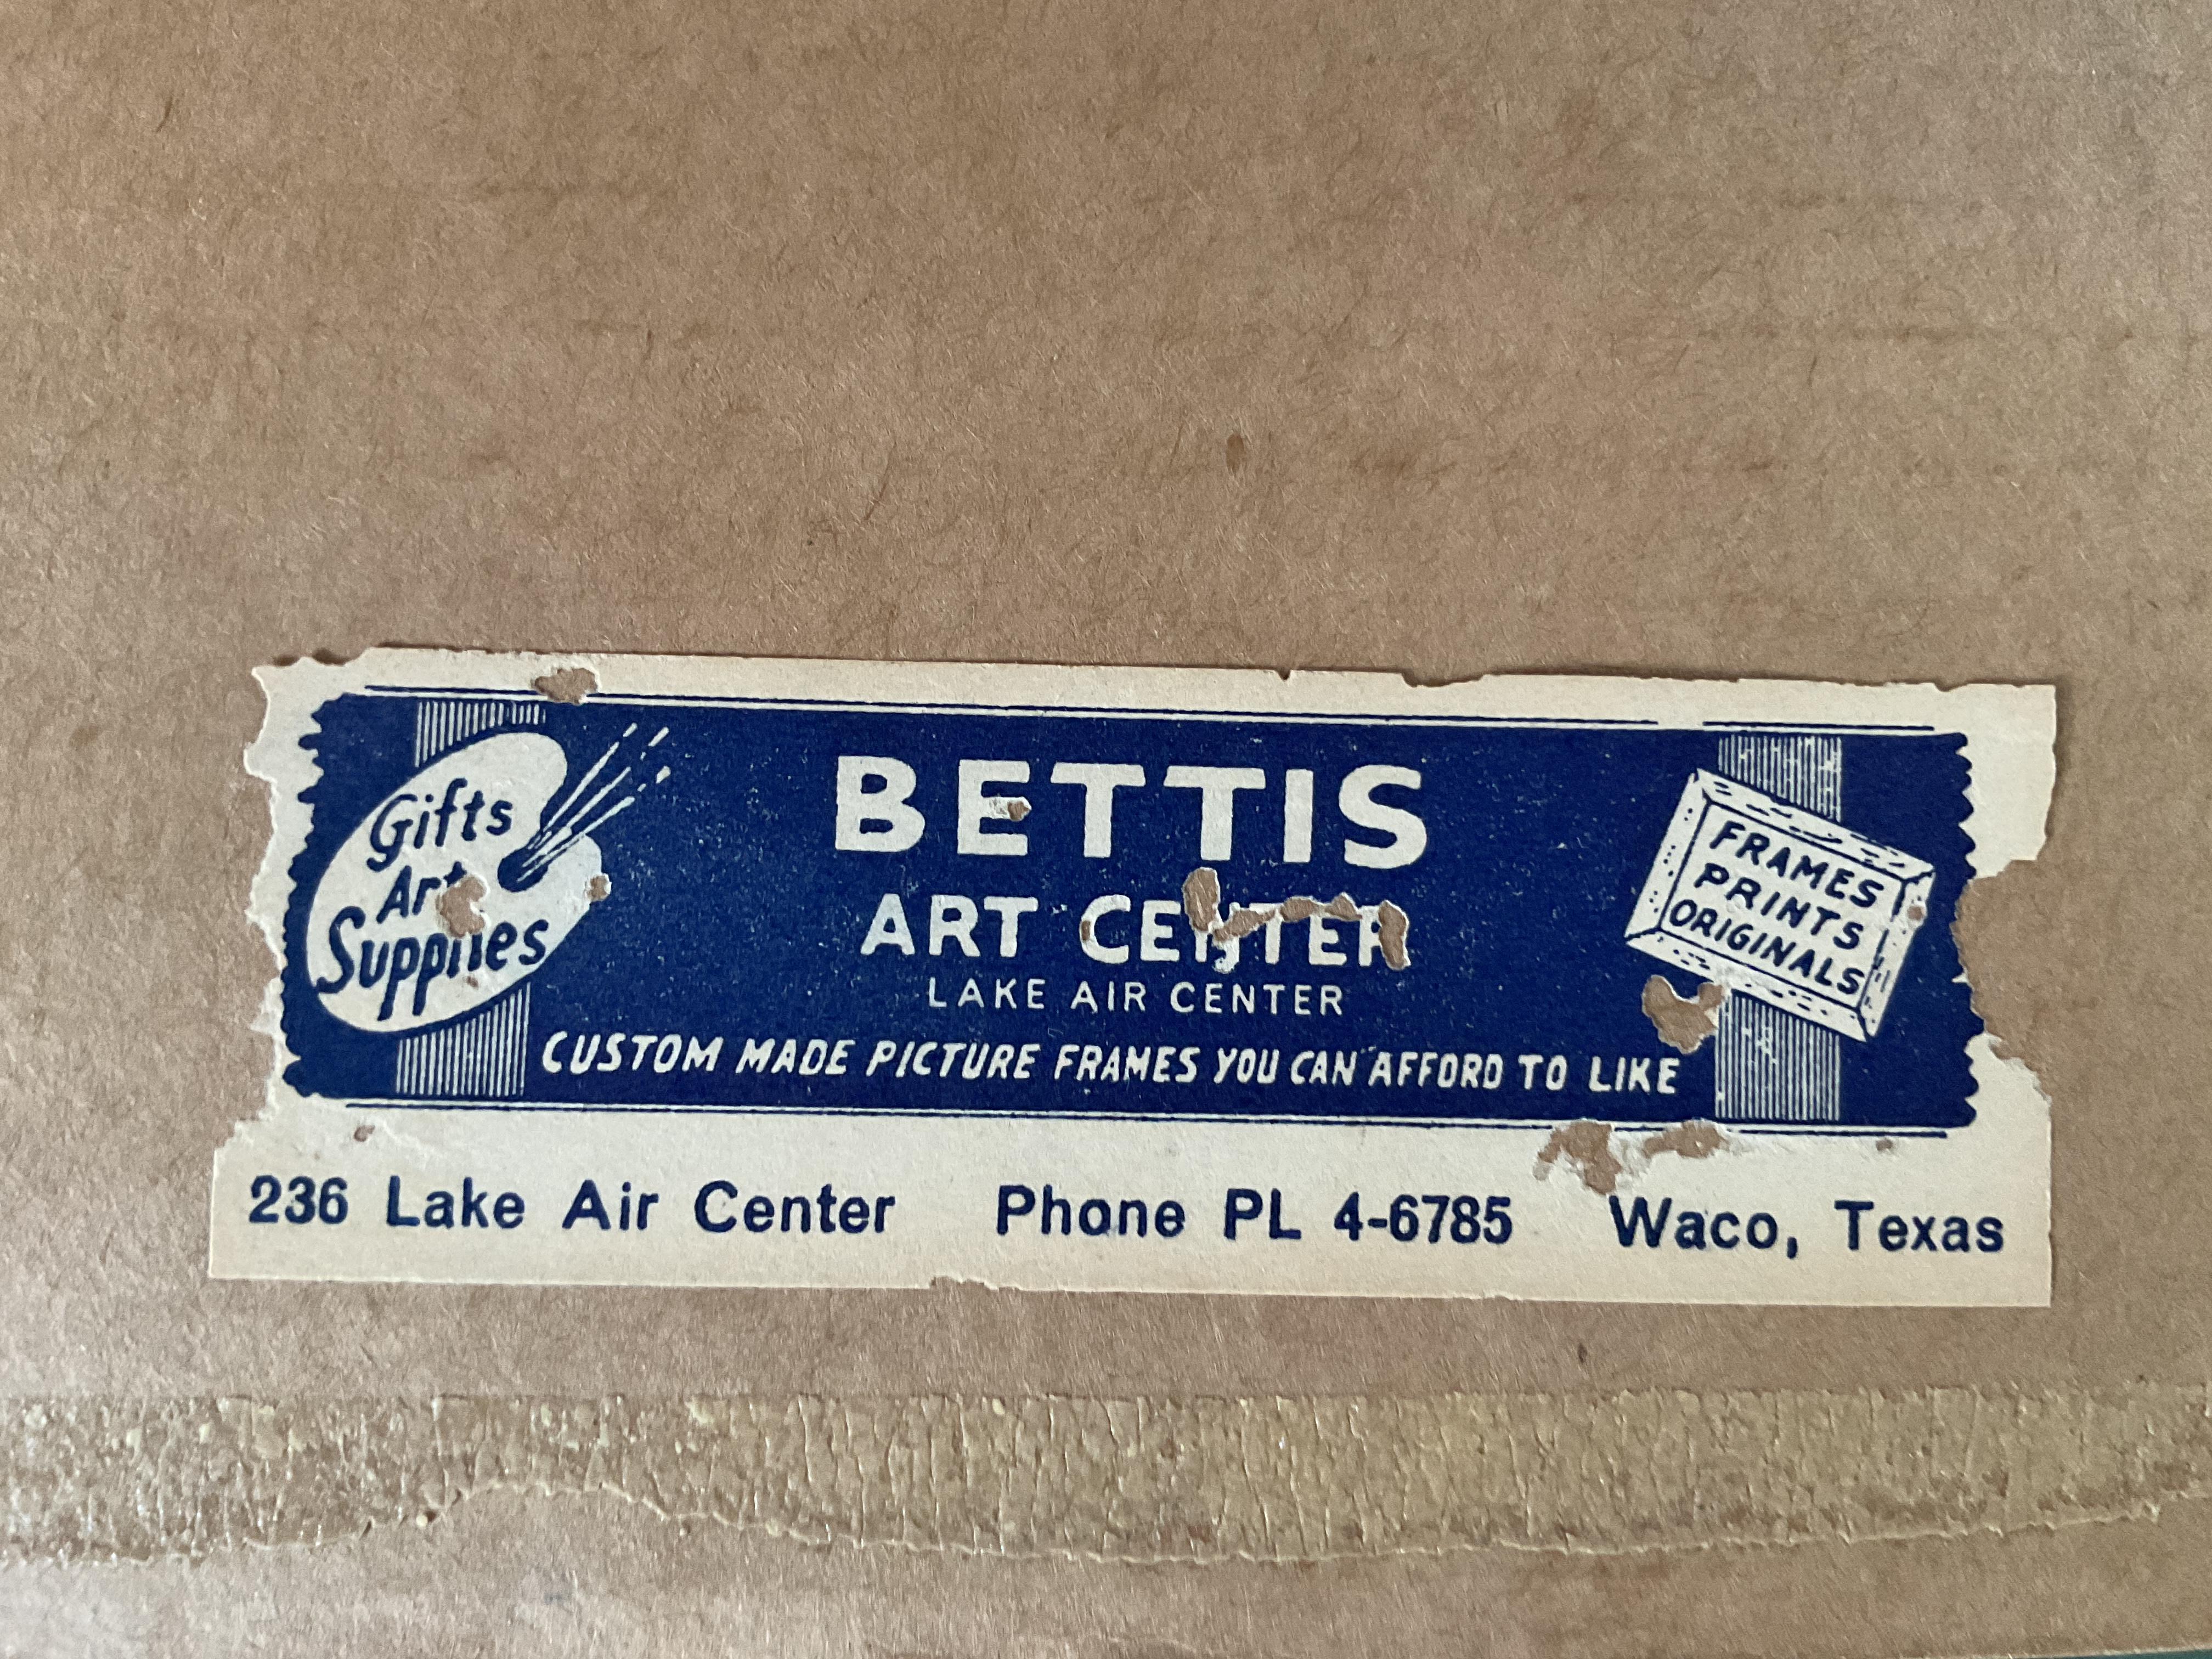 Gifts
Art
Supplies
BETTIS
ART CENTER
LAKE AIR CENTER
CUSTOM MADE PICTURE FRAMES YOU CAN AFFORD TO LIKE
FRAMES
PRINTS
ORIGINALS
236 Lake Air Center Phone PL 4-6785 Waco, Texas